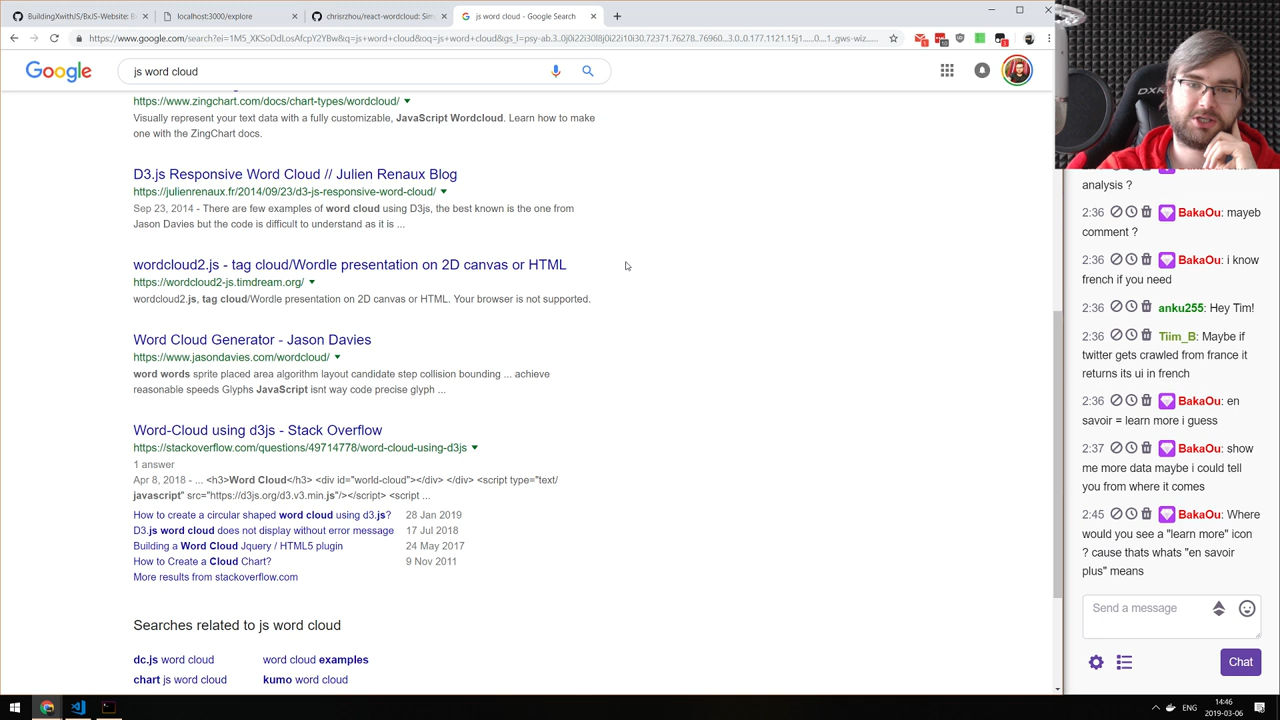 BuildingXwithJS/BxJS-Website: B
localhost:3000/explore
chrisrzhou/react-wordcloud: Sim
js word cloud - Google Search
https://www.google.com/search?ei=1M5_XKSoDdLosAfcpY2YBw&q=js+word+cloud&oq=js+word+cloud&gs_l=psy-ab.3..0j0i22i30l8j0i22i10i30.72371.76278..76960...3.0..0.177.1121.15j1......0....1..gws-wiz.......
Google
js word cloud
https://www.zingchart.com/docs/chart-types/wordcloud/
Visually represent your text data with a fully customizable, JavaScript Wordcloud. Learn how to make
one with the ZingChart docs.
D3.js Responsive Word Cloud // Julien Renaux Blog
https://julienrenaux.fr/2014/09/23/d3-js-responsive-word-cloud/
Sep 23, 2014 - There are few examples of word cloud using D3js, the best known is the one from
Jason Davies but the code is difficult to understand as it is ...
wordcloud2.js - tag cloud/Wordle presentation on 2D canvas or HTML
https://wordcloud2-js.timdream.org/
wordcloud2.js, tag cloud/Wordle presentation on 2D canvas or HTML. Your browser is not supported.
Word Cloud Generator - Jason Davies
https://www.jasondavies.com/wordcloud/
word words sprite placed area algorithm layout candidate step collision bounding ... achieve
reasonable speeds Glyphs JavaScript isnt way code precise glyph ...
Word-Cloud using d3js - Stack Overflow
https://stackoverflow.com/questions/49714778/word-cloud-using-d3js
1 answer
Apr 8, 2018 - ... <h3>Word Cloud</h3> <div id="world-cloud"></div> </div> <script type="text/
javascript" src="https://d3js.org/d3.v3.min.js"/></script> <script ...
How to create a circular shaped word cloud using d3.js? 28 Jan 2019
D3.js word cloud does not display without error message 17 Jul 2018
Building a Word Cloud Jquery / HTML5 plugin 24 May 2017
How to Create a Cloud Chart? 9 Nov 2011
More results from stackoverflow.com
Searches related to js word cloud
dc.js word cloud word cloud examples
chart js word cloud kumo word cloud
DXR
analysis ?
2:36 BakaOu: mayeb
comment ?
2:36 BakaOu: i know
french if you need
2:36 anku255: Hey Tim!
2:36 Tiim_B: Maybe if
twitter gets crawled from france it
returns its ui in french
2:36 BakaOu: en
savoir = learn more i guess
2:37 BakaOu: show
me more data maybe i could tell
you from where it comes
2:45 BakaOu: Where
would you see a "learn more" icon
? cause thats whats "en savoir
plus" means
Send a message
Chat
ENG
14:46
2019-03-06